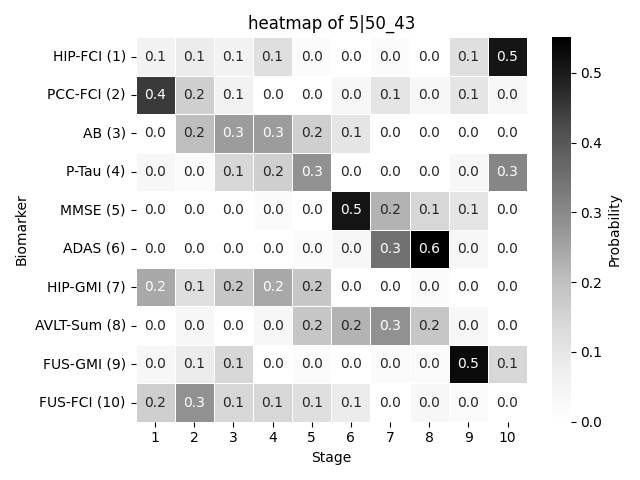 heatmap of 5|50_43
HIP-FCI (1) 0.1 0.1 0.1 0.1 0.0 0.0 0.0 0.0 0.1 0.5
PCC-FCI (2) 0.4 0.2 0.1 0.0 0.0 0.0 0.1 0.0 0.1 0.0
AB (3) 0.0 0.2 0.3 0.3 0.2 0.1 0.0 0.0 0.0 0.0
P-Tau (4) 0.0 0.0 0.1 0.2 0.3 0.0 0.0 0.0 0.0 0.3
MMSE (5) 0.0 0.0 0.0 0.0 0.0 0.5 0.2 0.1 0.1 0.0
ADAS (6) 0.0 0.0 0.0 0.0 0.0 0.0 0.3 0.6 0.0 0.0
HIP-GMI (7) 0.2 0.1 0.2 0.2 0.2 0.0 0.0 0.0 0.0 0.0
AVLT-Sum (8) 0.0 0.0 0.0 0.0 0.2 0.2 0.3 0.2 0.0 0.0
FUS-GMI (9) 0.0 0.1 0.1 0.0 0.0 0.0 0.0 0.0 0.5 0.1
FUS-FCI (10) 0.2 0.3 0.1 0.1 0.1 0.1 0.0 0.0 0.0 0.0
1 2 3 4 5 6 7 8 9 10
Stage
Biomarker
0.5
0.4
0.3
0.2
0.1
0.0
Probability